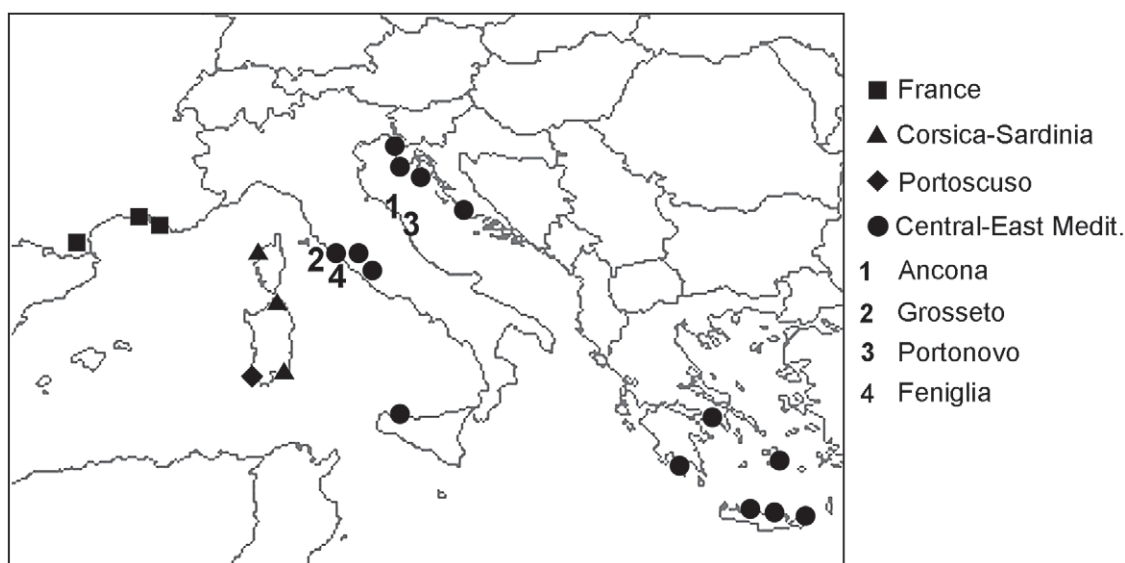 1
3
2
4
France
Corsica-Sardinia
Portoscuso
Central-East Medit.
1 Ancona
2 Grosseto
3 Portonovo
4 Feniglia